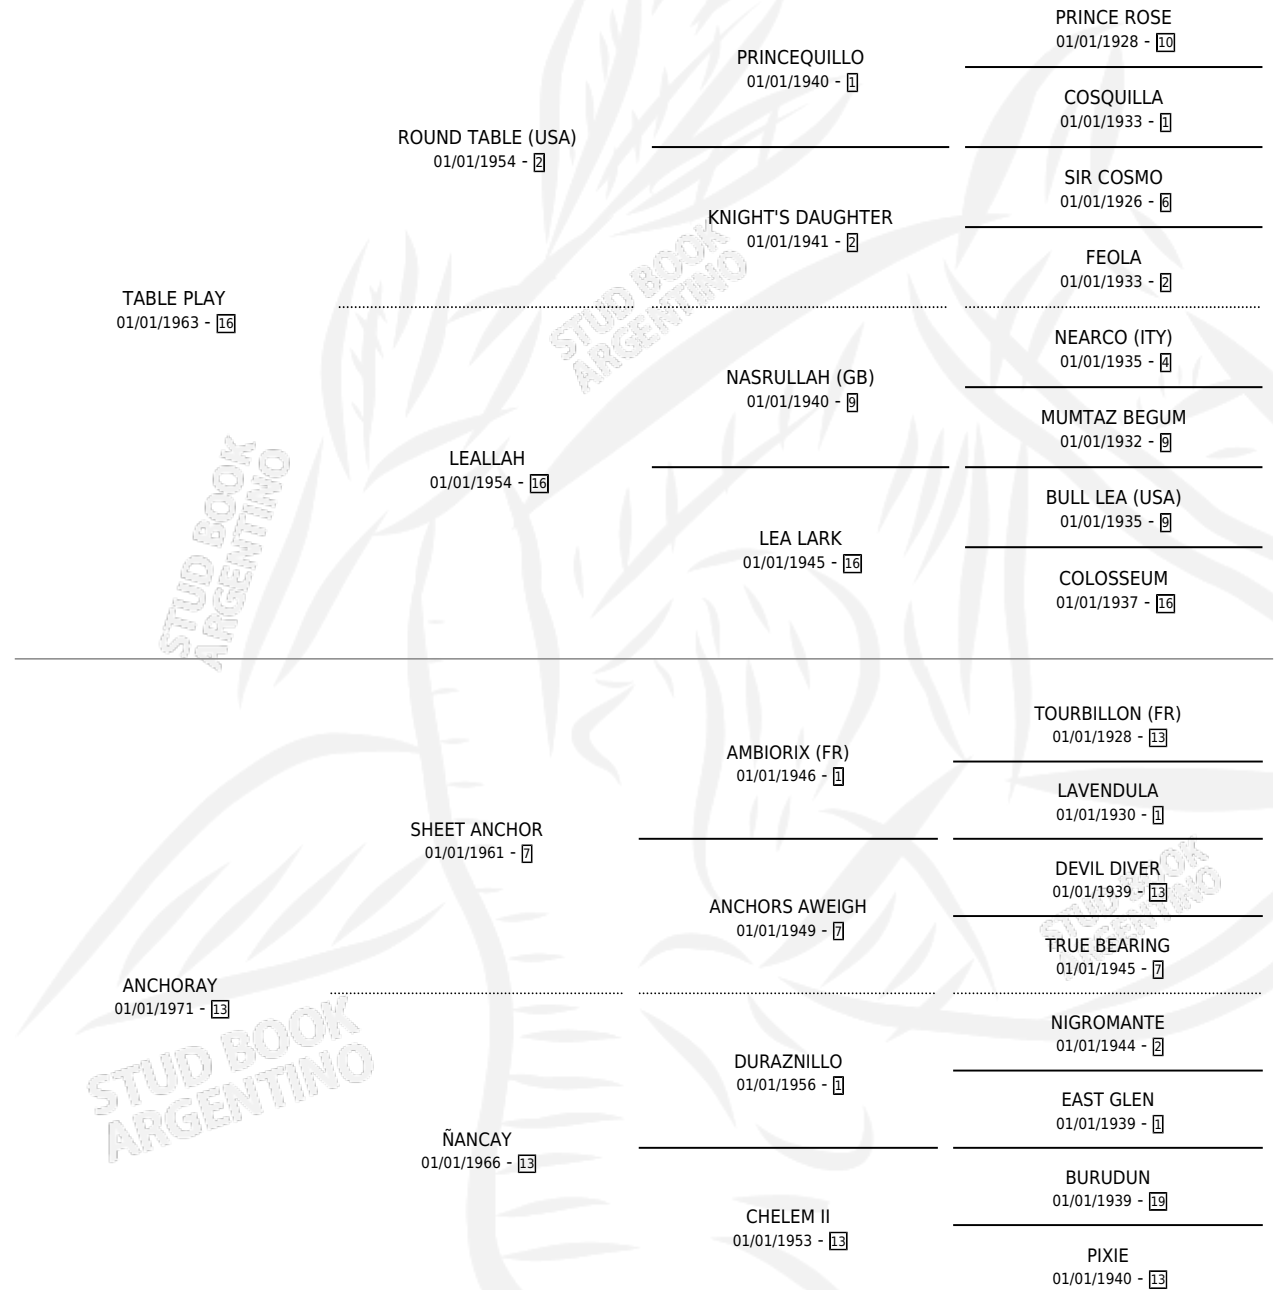 PRINCE ROSE
01/01/1928 - 10
PRINCEQUILLO
01/01/1940 - 1
COSQUILLA
01/01/1933 - 1
ROUND TABLE (USA)
01/01/1954 - 2
SIR COSMO
01/01/1926 - 6
KNIGHT'S DAUGHTER
01/01/1941 - 2
FEOLA
01/01/1933 - 2
TABLE PLAY
01/01/1963 - 16
STUD BOOK
ARGENTINO
NEARCO (ITY)
01/01/1935 - 4
NASRULLAH (GB)
01/01/1940 - 9
MUMTAZ BEGUM
01/01/1932 - 9
LEALLAH
01/01/1954 - 16
BULL LEA (USA)
01/01/1935 - 9
LEA LARK
01/01/1945 - 16
COLOSSEUM
01/01/1937 - 16
STUD BOOK
ARGENTINO
TOURBILLON (FR)
01/01/1928 - 13
AMBIORIX (FR)
01/01/1946 - 1
LAVENDULA
01/01/1930 - 1
SHEET ANCHOR
01/01/1961 - 7
DEVIL DIVER
01/01/1939 - 13
ANCHORS AWEIGH
01/01/1949 - 7
STUD BOOK
ARGENTINO
TRUE BEARING
01/01/1945 - 7
ANCHORAY
01/01/1971 - 13
NIGROMANTE
01/01/1944 - 2
DURAZNILLO
01/01/1956 - 1
STUD BOOK
ARGENTINO
EAST GLEN
01/01/1939 - 1
ÑANCAY
01/01/1966 - 13
BURUDUN
01/01/1939 - 19
CHELEM II
01/01/1953 - 13
PIXIE
01/01/1940 - 13